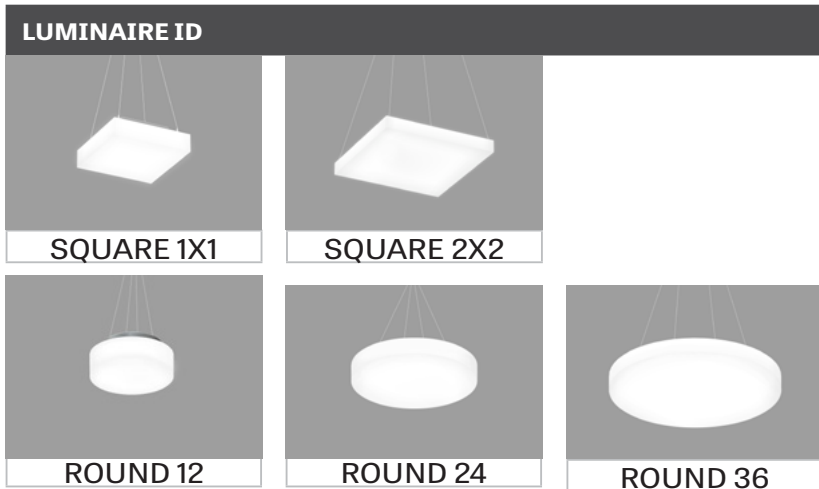 LUMINAIRE ID
SQUARE 1X1
SQUARE 2X2
ROUND 12
ROUND 24
ROUND 36